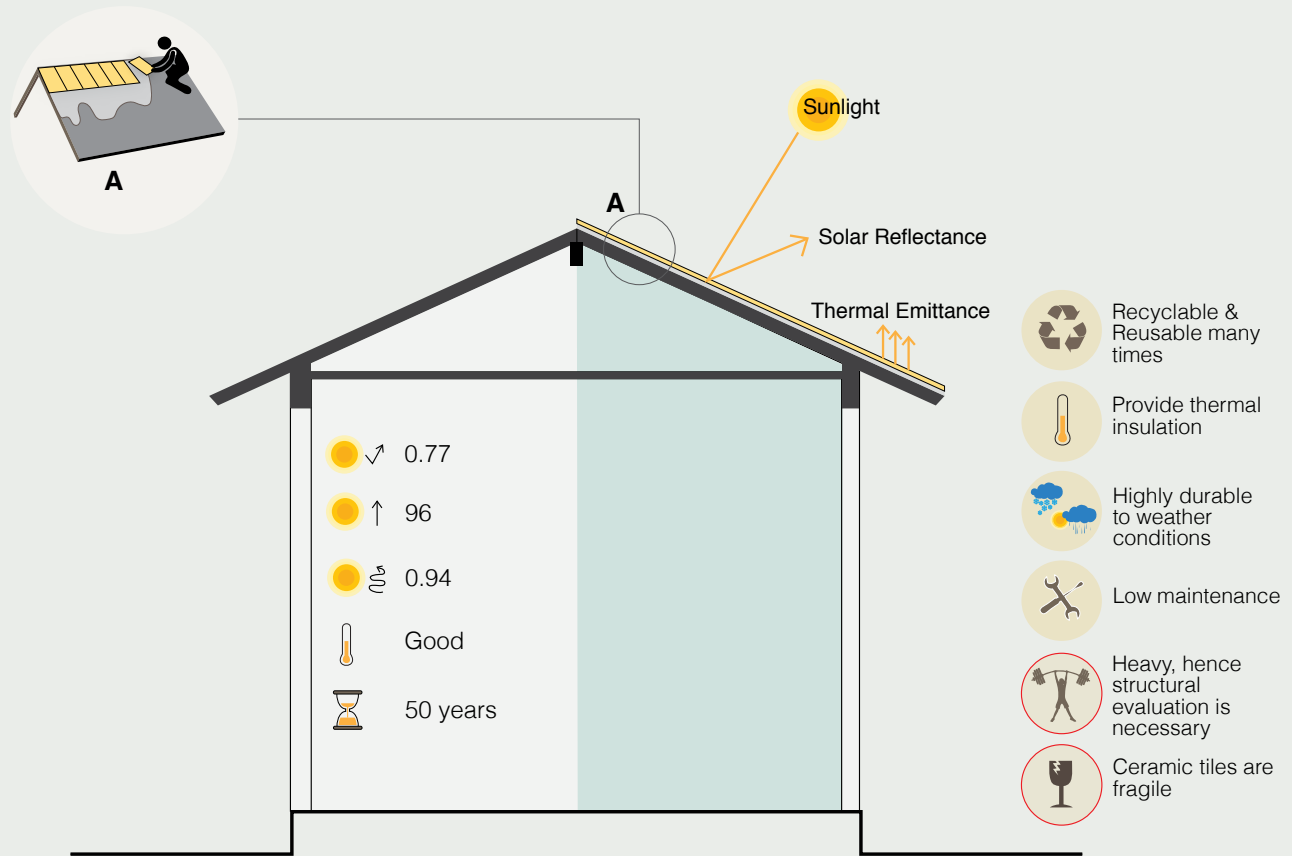 A
Sunlight
A
Solar Reflectance
Thermal Emittance
0.77
96
0.94
Good
50 years
Recyclable &
Reusable many
times
Provide thermal
insulation
Highly durable
to weather
conditions
Low maintenance
Heavy, hence
structural
evaluation is
necessary
Ceramic tiles are
fragile